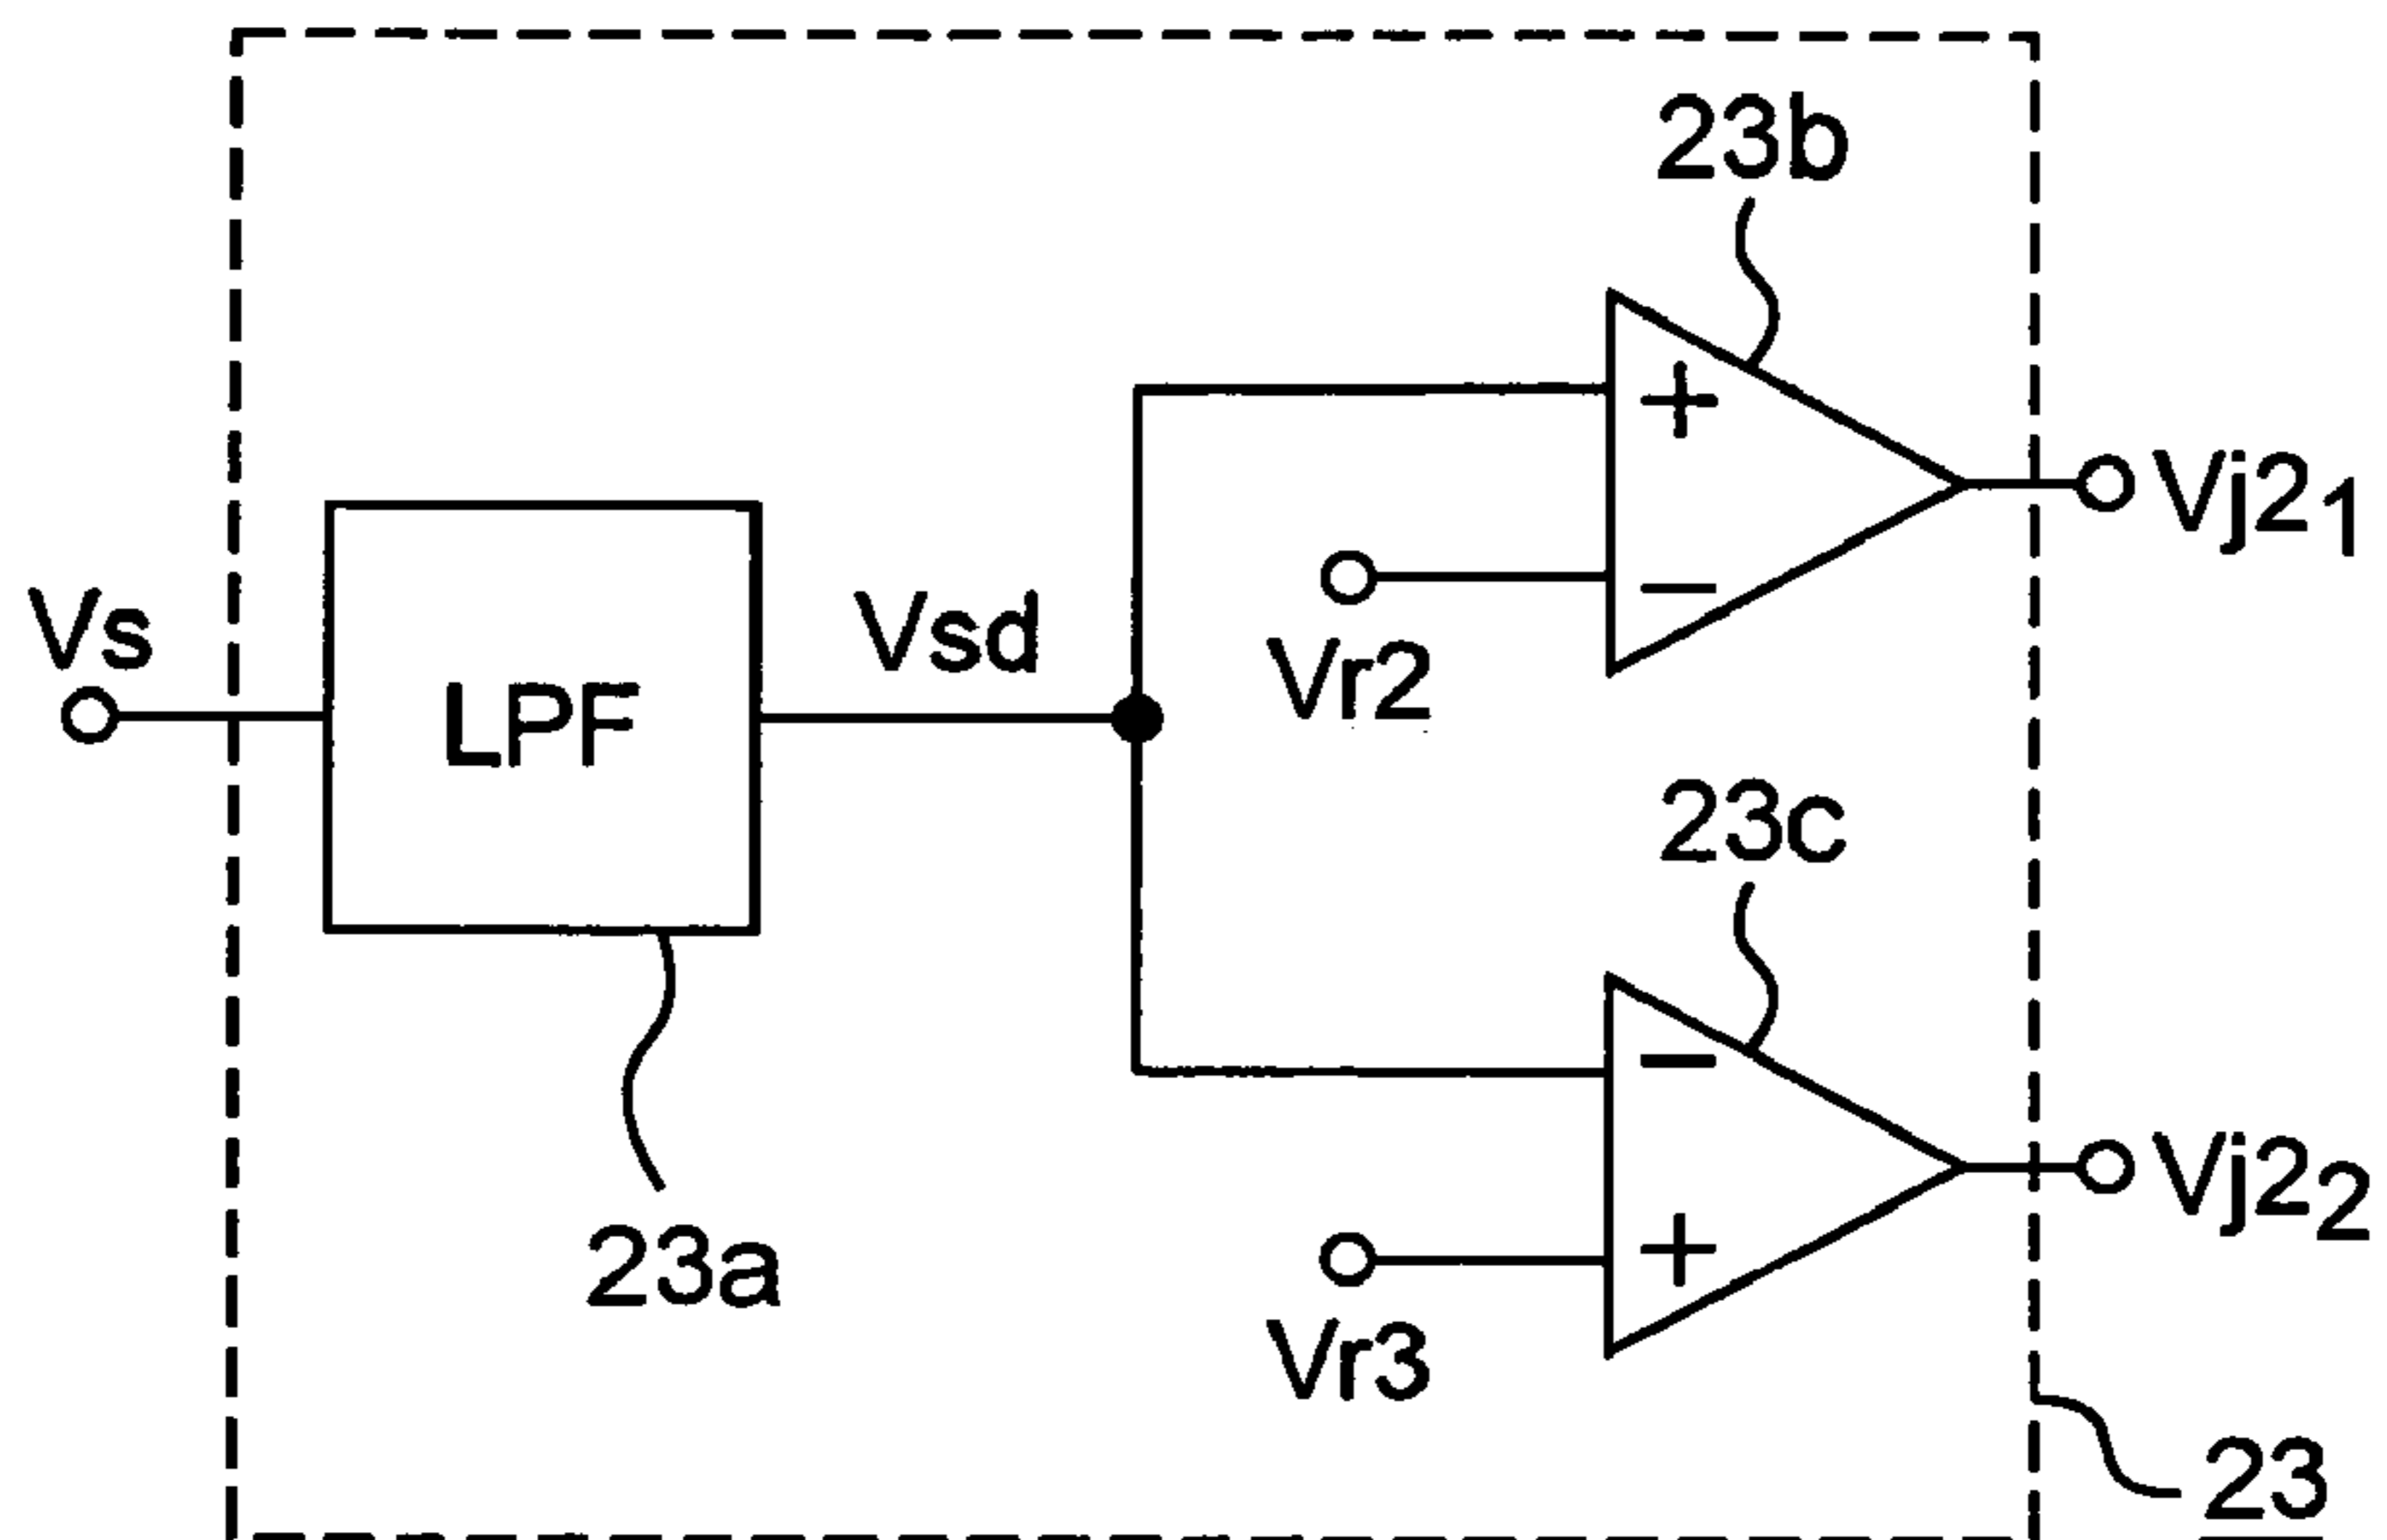 23b
+
Vj2₁
−
Vs
Vsd
LPF
Vr2
23c
−
Vj2₂
+
23a
Vr3
23